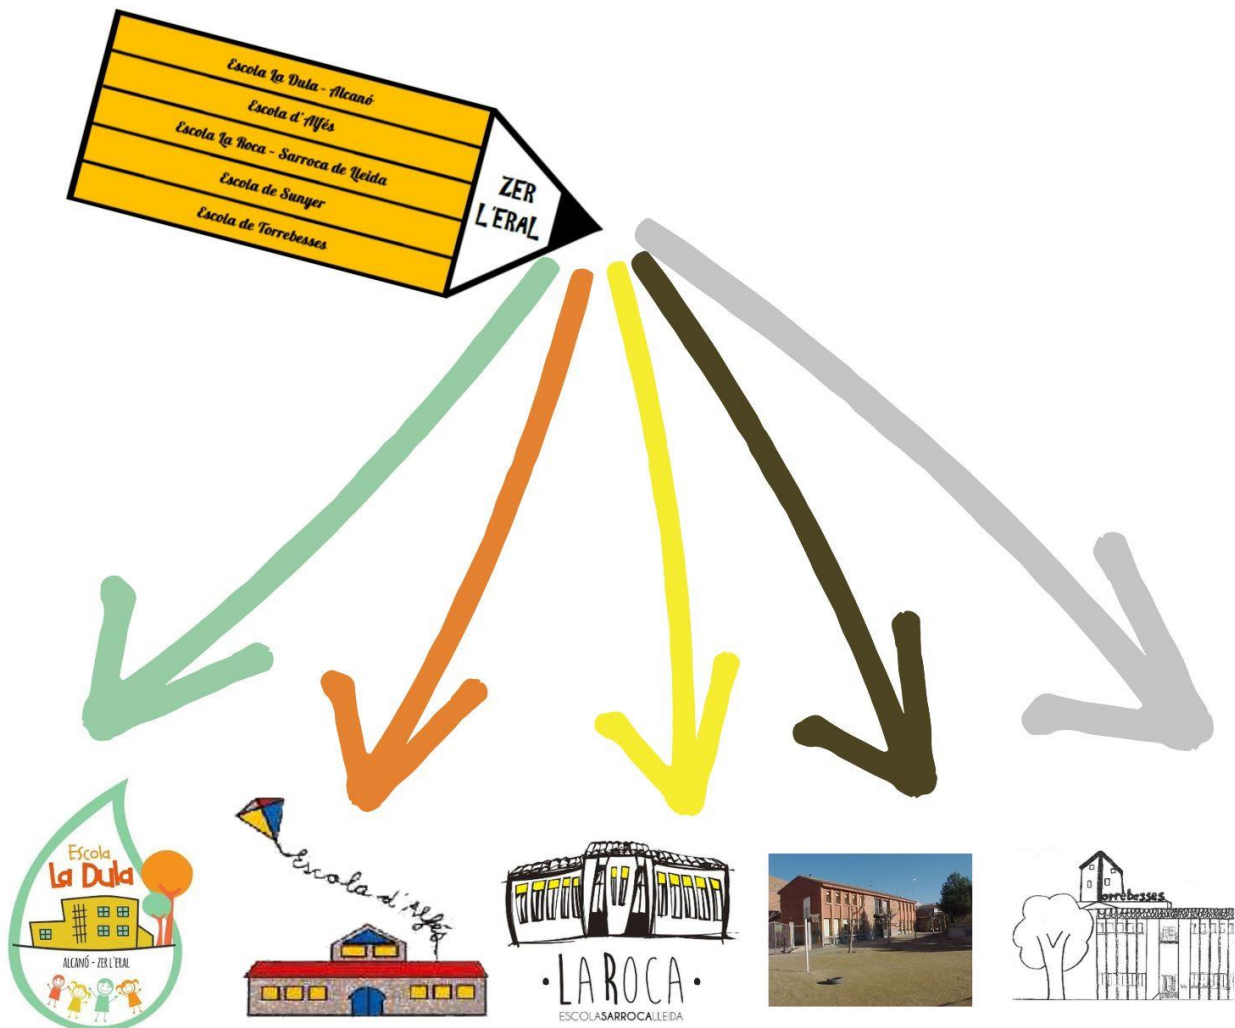 Escola La Dula - Alcanó
Escola d'Alfés
Escola La Roca - Sarroca de Lleida
Escola de Sunyer
Escola de Torrebesses
ZER
L'ERAL
Escola
La Dula
ALCANÓ - ZER L'ERAL
Escola d'Alfés
·LAROCA·
ESCOLASARROCALLEIDA
Torrebesses